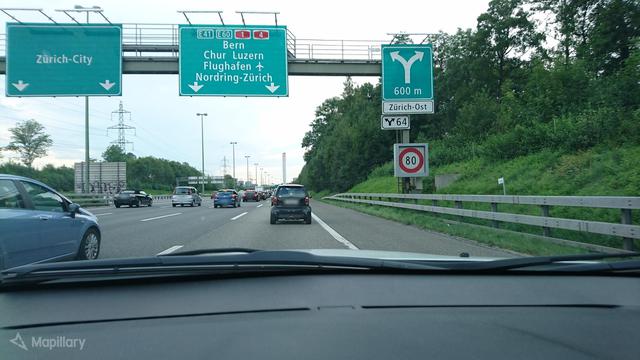 Zürich-City
E41 E60 1 4
Bern
Chur Luzern
Flughafen
Nordring-Zürich
600 m
Zürich-Ost
64
80
Mapillary